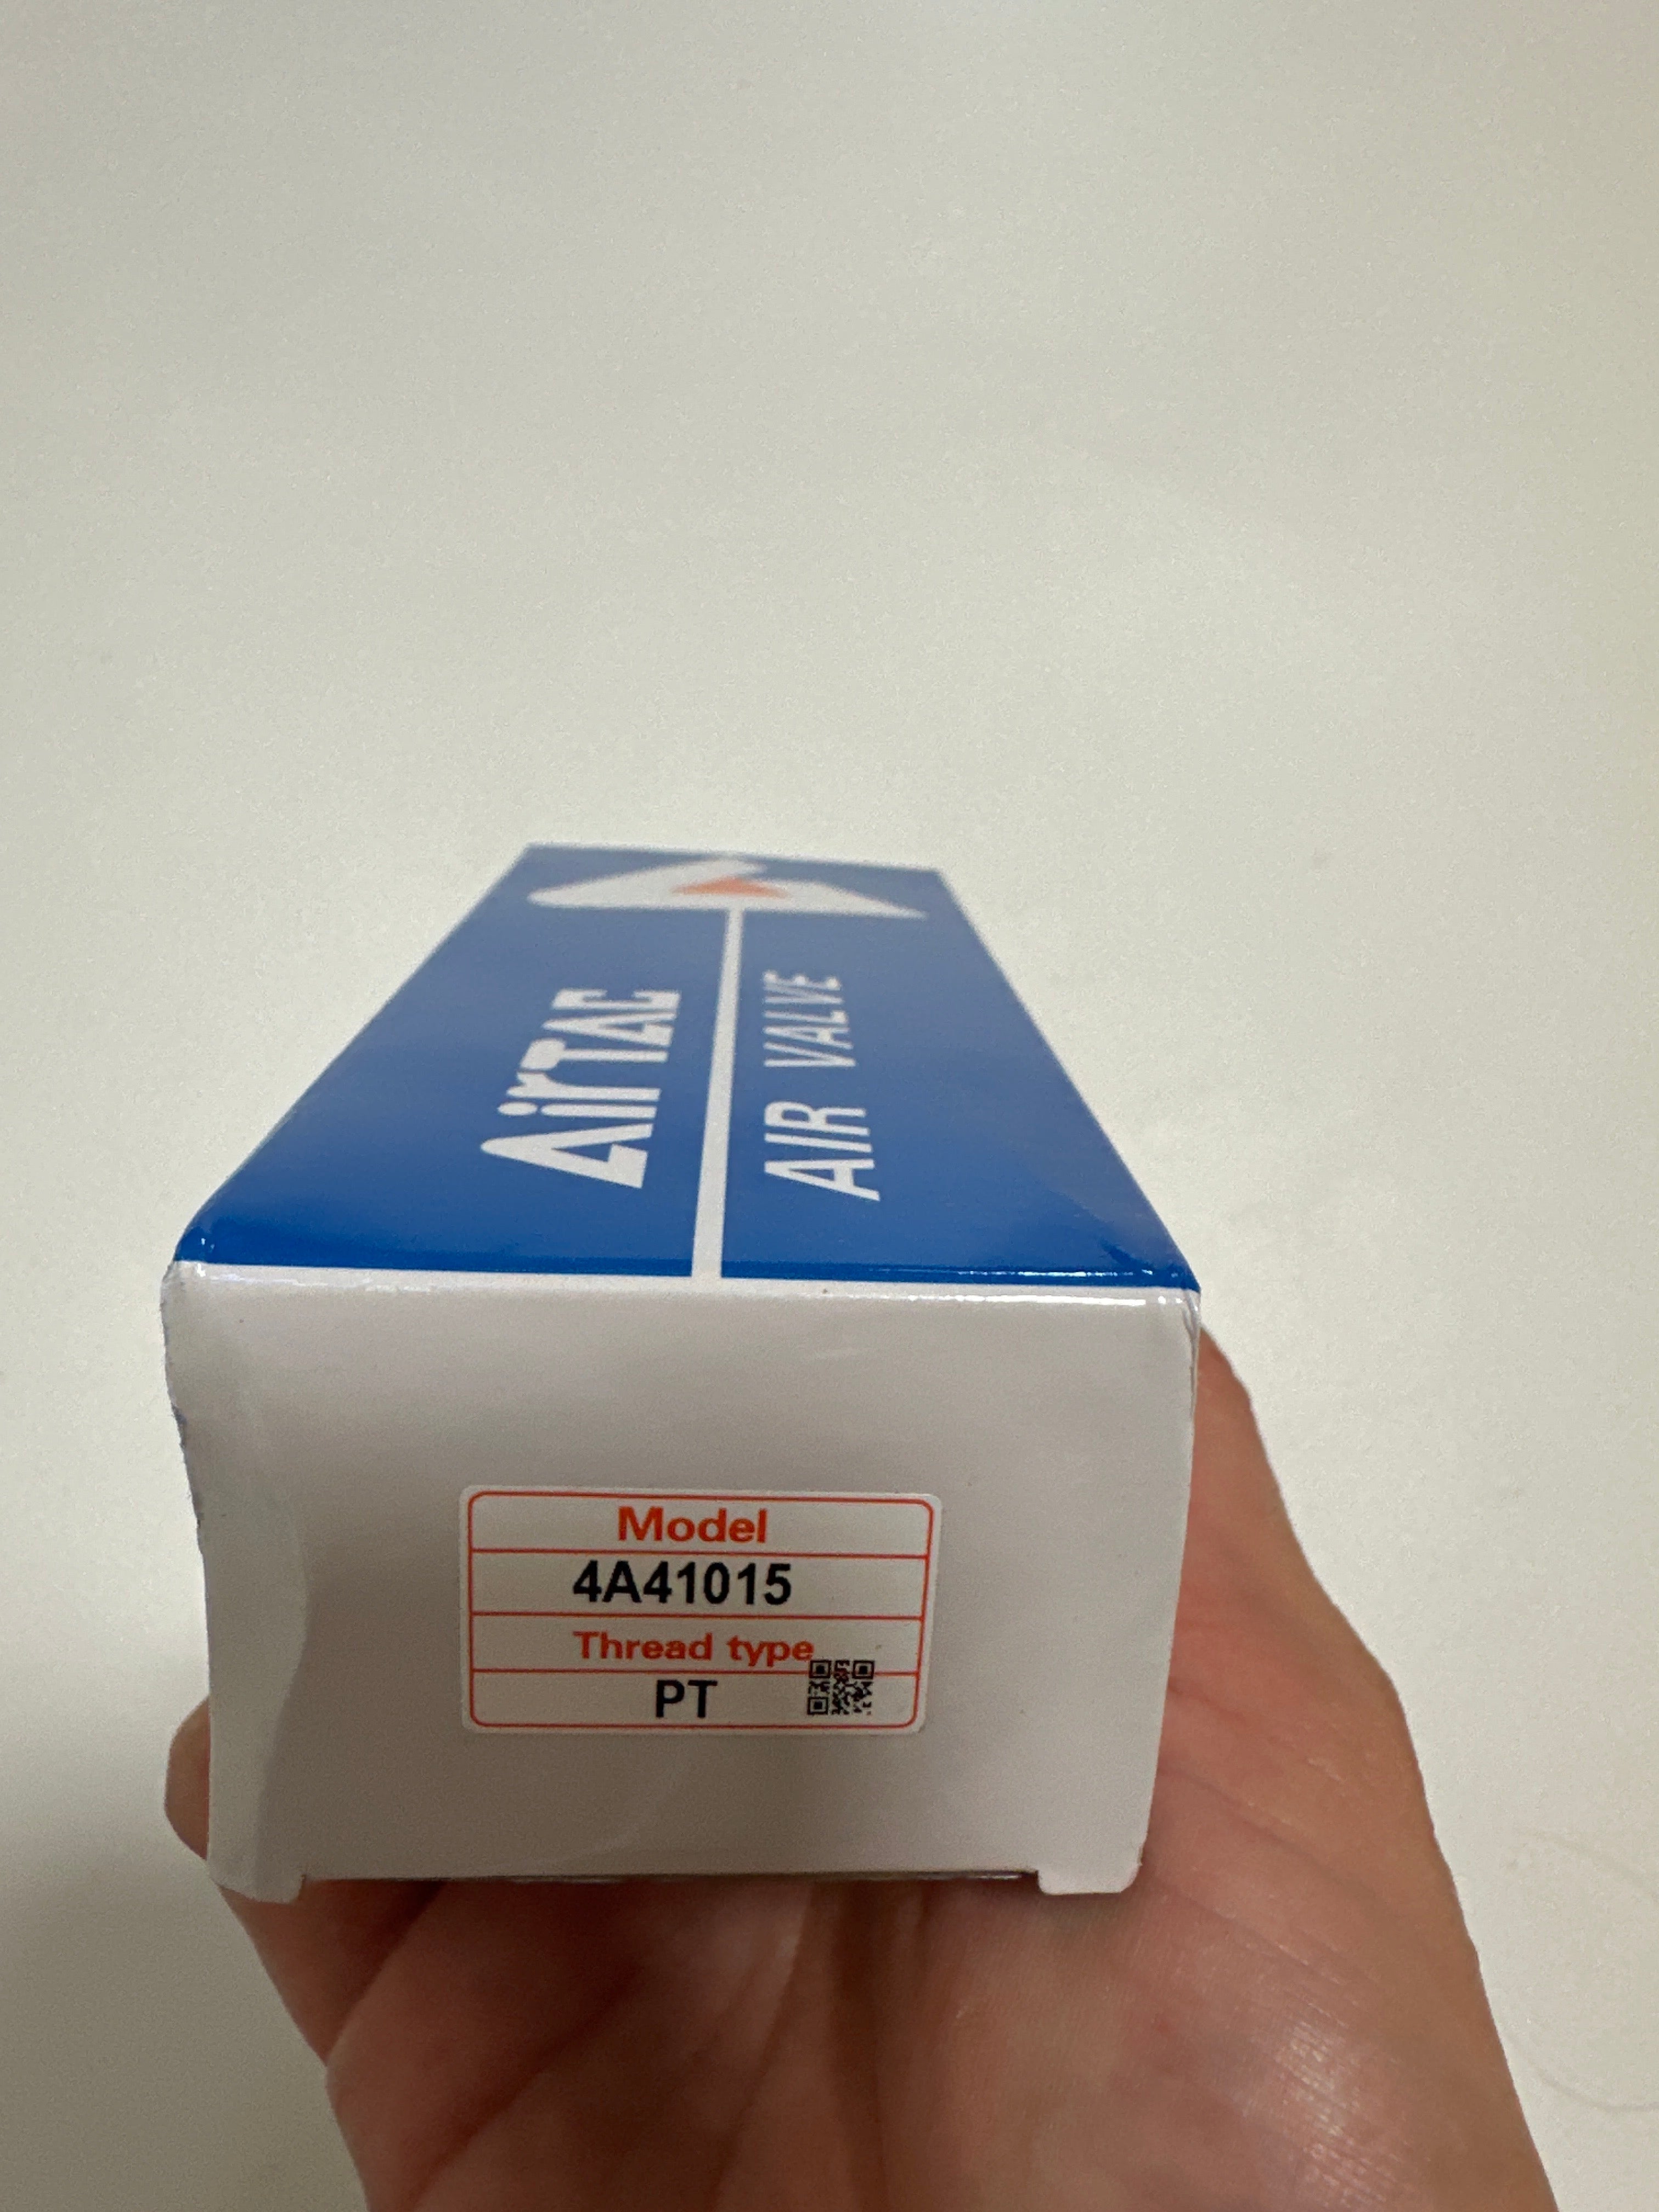 AirTAC
AIR VALVE
Model
4A41015
Thread type
PT